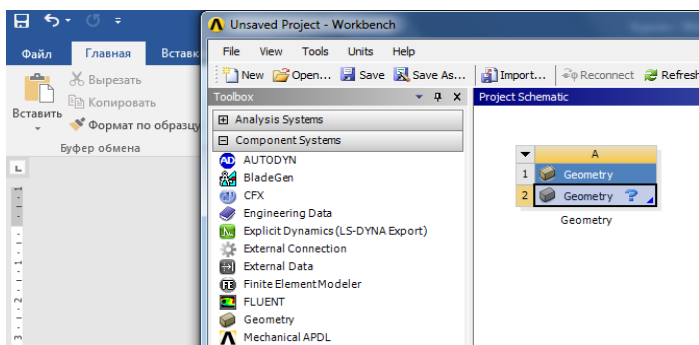 Unsaved Project - Workbench
Файл Главная Вставк
Вырезать
Копировать
Вставить
Формат по образцу
Буфер обмена
File View Tools Units Help
New Open... Save Save As... Import... Reconnect Refresh
Toolbox
Project Schematic
Analysis Systems
Component Systems
AUTODYN
BladeGen
CFX
Engineering Data
Explicit Dynamics (LS-DYNA Export)
External Connection
External Data
Finite Element Modeler
FLUENT
Geometry
Mechanical APDL
A
1 Geometry
2 Geometry ?
Geometry